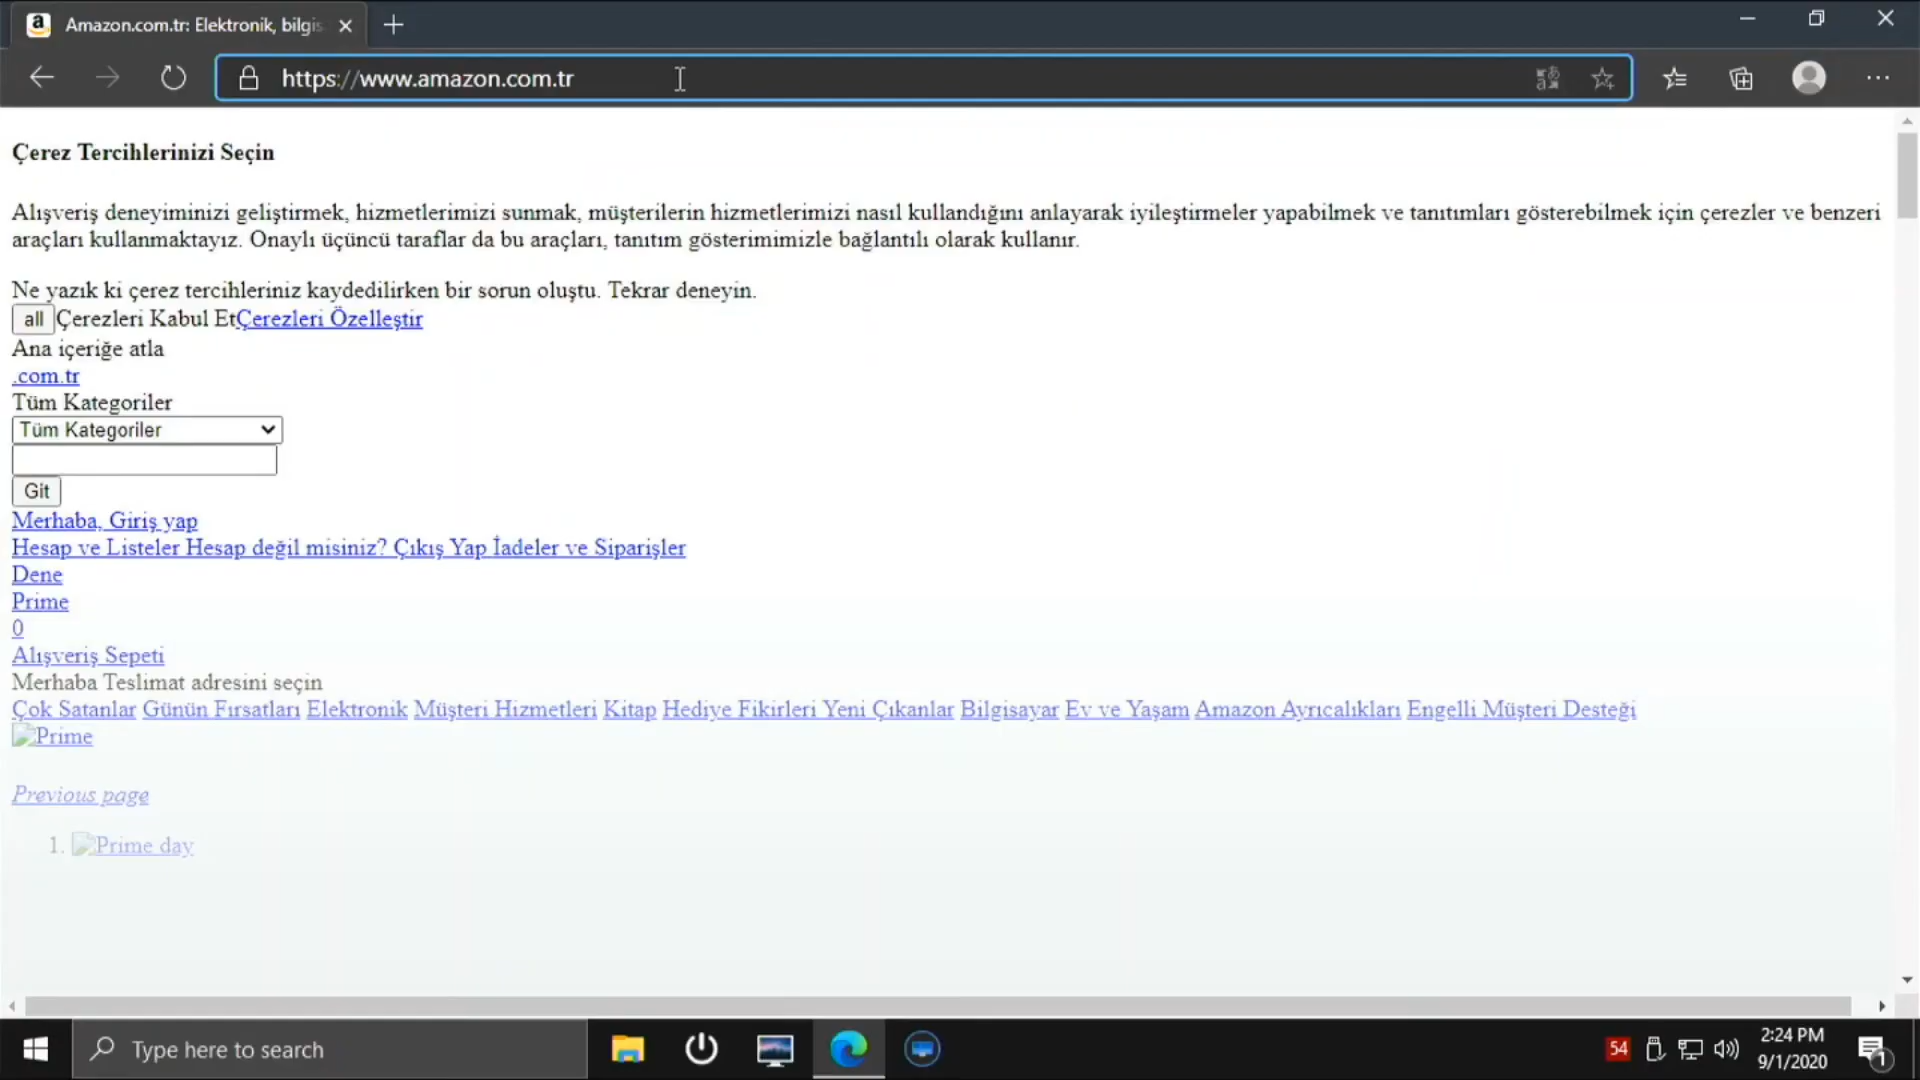 Amazon.com.tr: Elektronik, bilgis
https://www.amazon.com.tr
Çerez Tercihlerinizi Seçin
Alışveriş deneyiminizi geliştirmek, hizmetlerimizi sunmak, müşterilerin hizmetlerimizi nasıl kullandığını anlayarak iyileştirmeler yapabilmek ve tanıtımları gösterebilmek için çerezler ve benzeri
araçları kullanmaktayız. Onaylı üçüncü taraflar da bu araçları, tanıtım gösterimimizle bağlantılı olarak kullanır.
Ne yazık ki çerez tercihleriniz kaydedilirken bir sorun oluştu. Tekrar deneyin.
all Çerezleri Kabul EtÇerezleri Özelleştir
Ana içeriğe atla
.com.tr
Tüm Kategoriler
Tüm Kategoriler
Git
Merhaba, Giriş yap
Hesap ve Listeler Hesap değil misiniz? Çıkış Yap İadeler ve Siparişler
Dene
Prime
0
Alışveriş Sepeti
Merhaba Teslimat adresini seçin
Çok Satanlar Günün Fırsatları Elektronik Müşteri Hizmetleri Kitap Hediye Fikirleri Yeni Çıkanlar Bilgisayar Ev ve Yaşam Amazon Ayrıcalıkları Engelli Müşteri Desteği
Prime
Previous page
1. Prime day
Type here to search
54
2:24 PM
9/1/2020
1